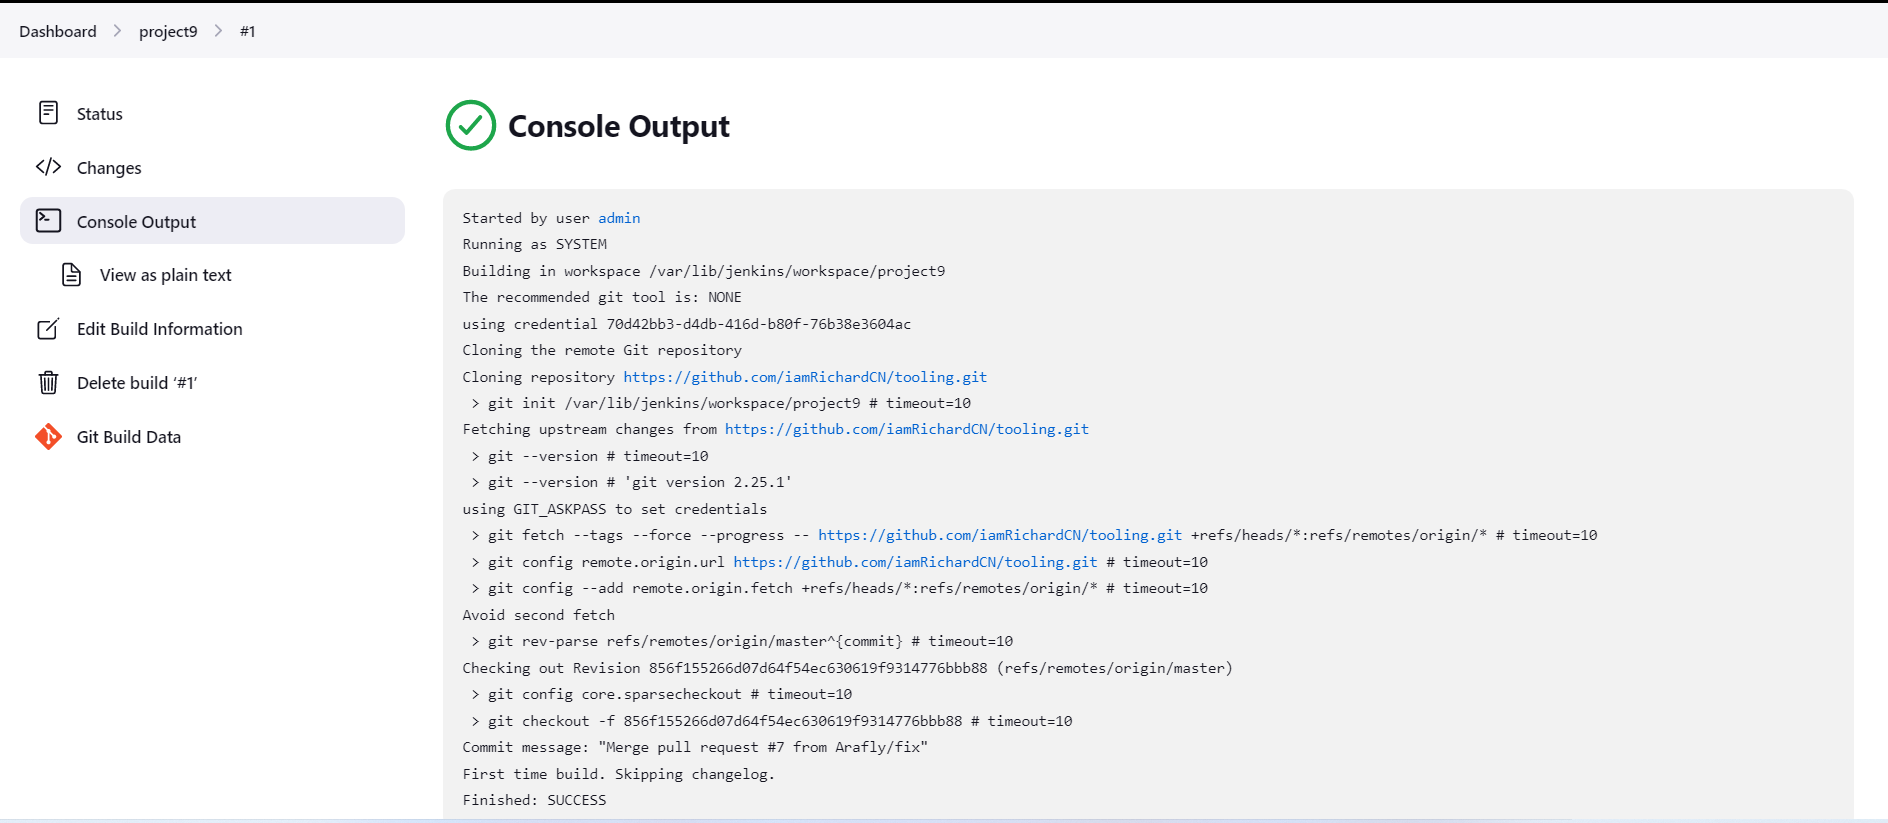 Dashboard > project9 > #1
Status
Changes
Console Output
View as plain text
Edit Build Information
Delete build ‘#1’
Git Build Data
Console Output
Started by user admin
Running as SYSTEM
Building in workspace /var/lib/jenkins/workspace/project9
The recommended git tool is: NONE
using credential 70d42bb3-d4db-416d-b80f-76b38e3604ac
Cloning the remote Git repository
Cloning repository https://github.com/iamRichardCN/tooling.git
 > git init /var/lib/jenkins/workspace/project9 # timeout=10
Fetching upstream changes from https://github.com/iamRichardCN/tooling.git
 > git --version # timeout=10
 > git --version # 'git version 2.25.1'
using GIT_ASKPASS to set credentials
 > git fetch --tags --force --progress -- https://github.com/iamRichardCN/tooling.git +refs/heads/*:refs/remotes/origin/* # timeout=10
 > git config remote.origin.url https://github.com/iamRichardCN/tooling.git # timeout=10
 > git config --add remote.origin.fetch +refs/heads/*:refs/remotes/origin/* # timeout=10
Avoid second fetch
 > git rev-parse refs/remotes/origin/master^{commit} # timeout=10
Checking out Revision 856f155266d07d64f54ec630619f9314776bbb88 (refs/remotes/origin/master)
 > git config core.sparsecheckout # timeout=10
 > git checkout -f 856f155266d07d64f54ec630619f9314776bbb88 # timeout=10
Commit message: "Merge pull request #7 from Arafly/fix"
First time build. Skipping changelog.
Finished: SUCCESS